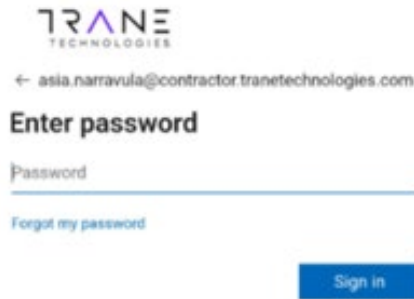 TRANE
TECHNOLOGIES
← asia.narravula@contractor.tranetechnologies.com
Enter password
Password
Forgot my password
Sign in